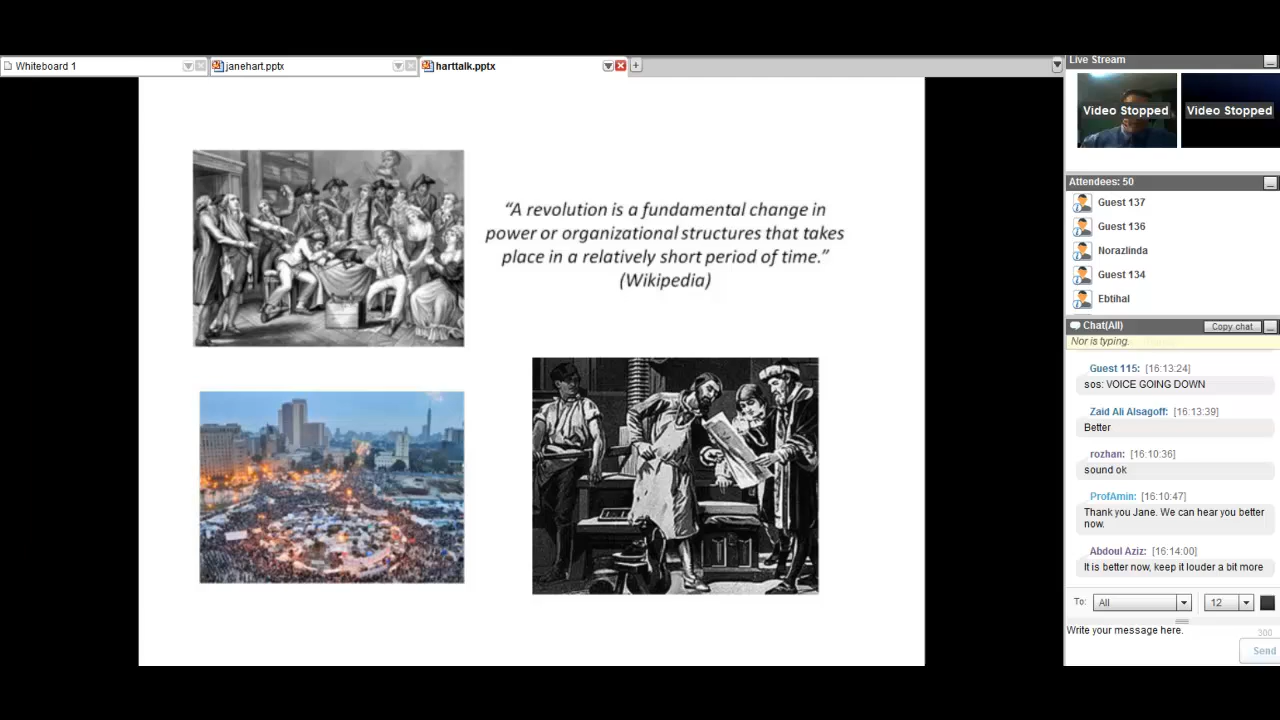 Whiteboard 1
janehart.pptx
harttalk.pptx
“A revolution is a fundamental change in
power or organizational structures that takes
place in a relatively short period of time.”
(Wikipedia)
Live Stream
Video Stopped
Video Stopped
Attendees: 50
Guest 137
Guest 136
Norazlinda
Guest 134
Ebtihal
Chat(All)
Copy chat
Nor is typing.
Guest 115: [16:13:24]
sos: VOICE GOING DOWN
Zaid Ali Alsagoff: [16:13:39]
Better
rozhan: [16:10:36]
sound ok
ProfAmin: [16:10:47]
Thank you Jane. We can hear you better
now.
Abdoul Aziz: [16:14:00]
It is better now, keep it louder a bit more
To: All 12
Write your message here.
300
Send